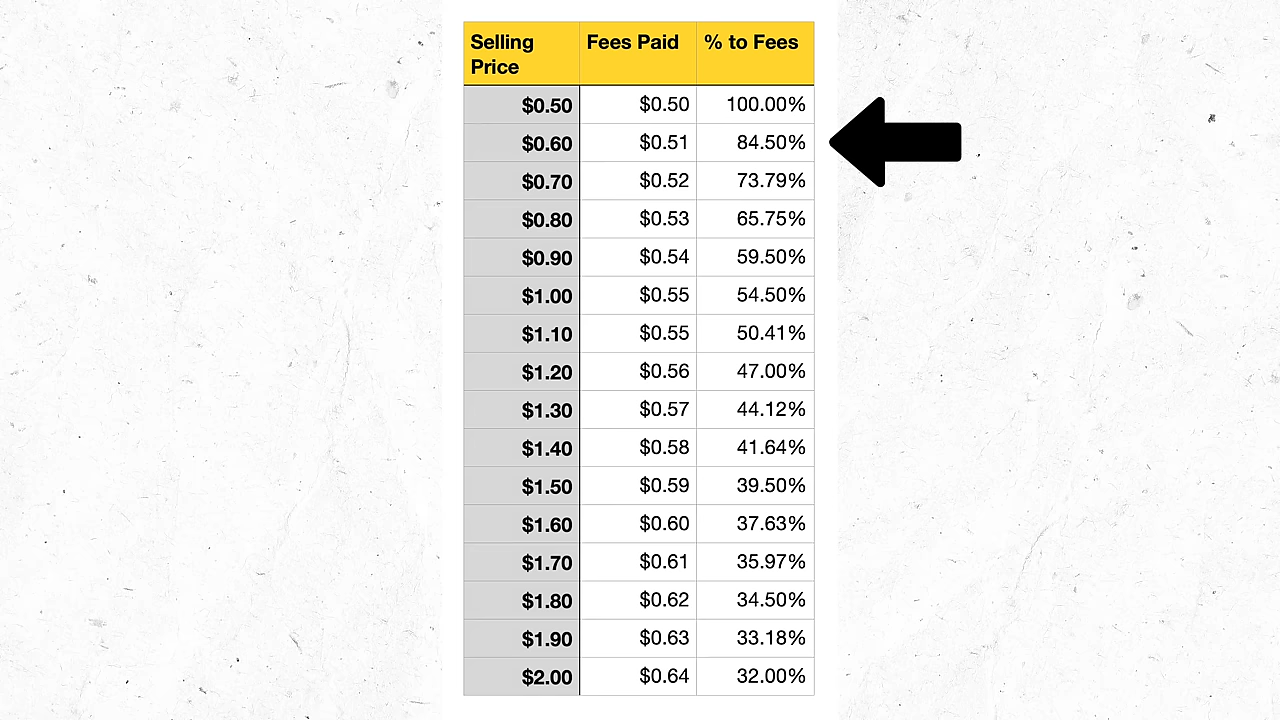 Selling Price Fees Paid % to Fees
$0.50 $0.50 100.00%
$0.60 $0.51 84.50%
$0.70 $0.52 73.79%
$0.80 $0.53 65.75%
$0.90 $0.54 59.50%
$1.00 $0.55 54.50%
$1.10 $0.55 50.41%
$1.20 $0.56 47.00%
$1.30 $0.57 44.12%
$1.40 $0.58 41.64%
$1.50 $0.59 39.50%
$1.60 $0.60 37.63%
$1.70 $0.61 35.97%
$1.80 $0.62 34.50%
$1.90 $0.63 33.18%
$2.00 $0.64 32.00%